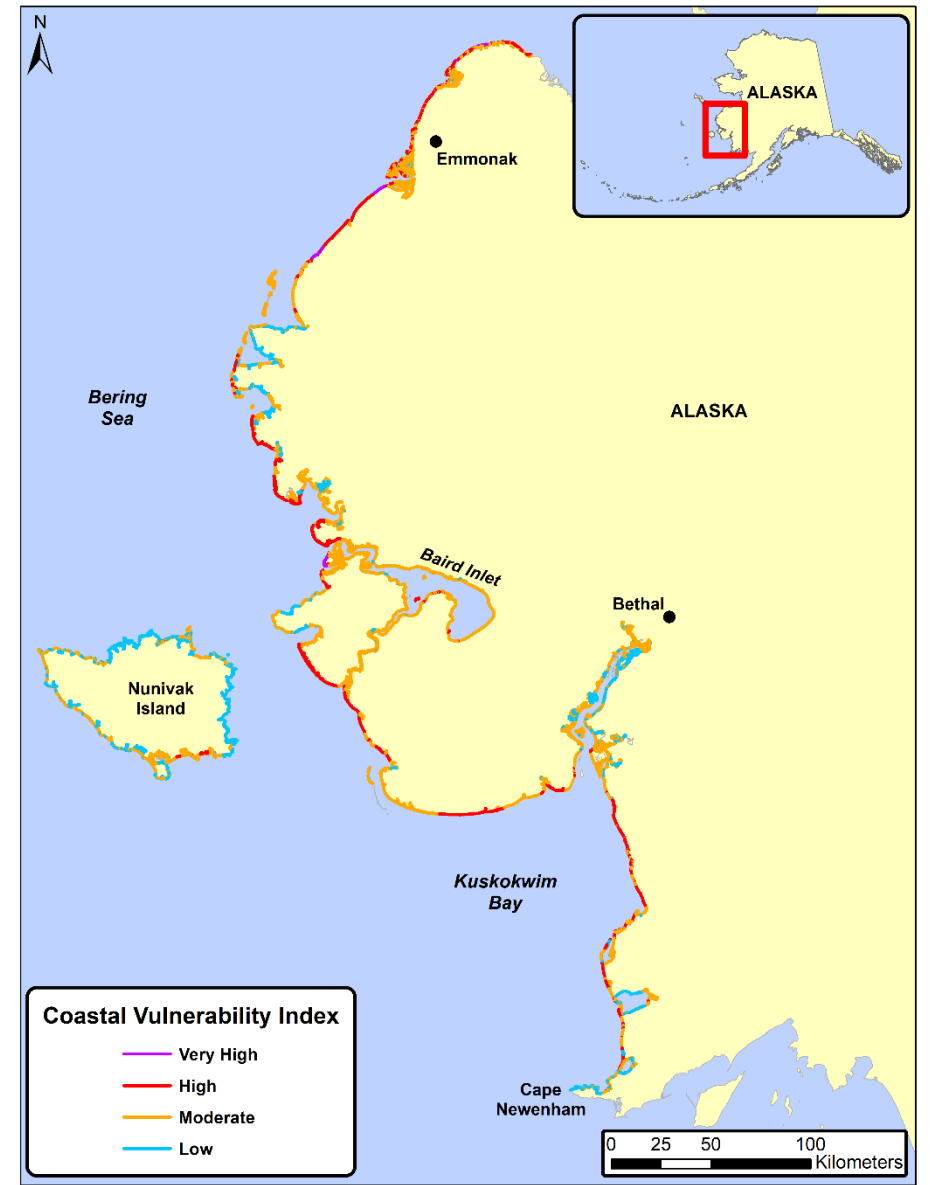 N
ALASKA
Emmonak
Bering
Sea
ALASKA
Baird Inlet
Bethal
Nunivak
Island
Kuskokwim
Bay
Coastal Vulnerability Index
Very High
High
Moderate
Low
Cape
Newenham
0 25 50 100
Kilometers